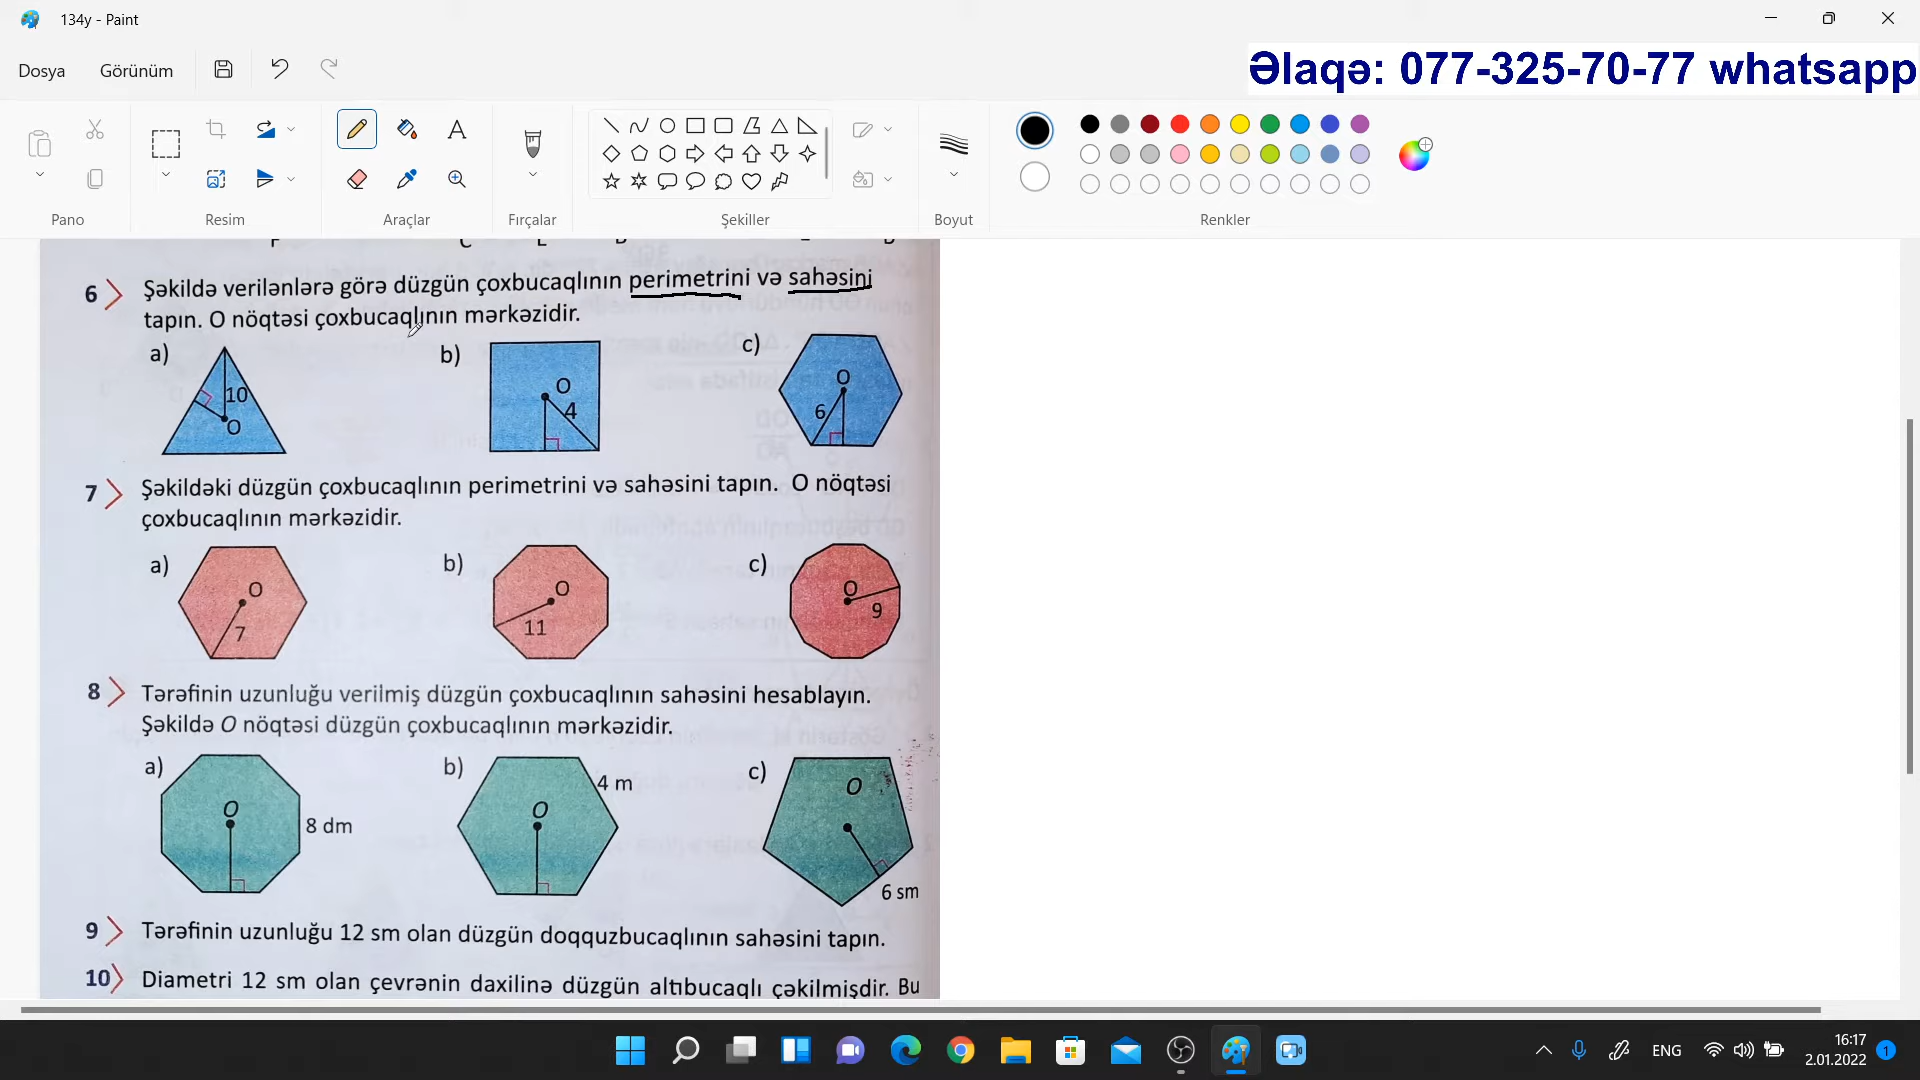 134y - Paint
Dosya
Görünüm
Əlaqə: 077-325-70-77 whatsapp
Pano
Resim
Araçlar
Fırçalar
Şekiller
Boyut
Renkler
6 Şəkildə verilənlərə görə düzgün çoxbucaqlının perimetrini və sahəsini
tapın. O nöqtəsi çoxbucaqlının mərkəzidir.
a)
10
O
b)
O
4
c)
O
6
7 Şəkildəki düzgün çoxbucaqlının perimetrini və sahəsini tapın. O nöqtəsi
çoxbucaqlının mərkəzidir.
a)
O
7
b)
O
11
c)
O
9
8 Tərəfinin uzunluğu verilmiş düzgün çoxbucaqlının sahəsini hesablayın.
Şəkildə O nöqtəsi düzgün çoxbucaqlının mərkəzidir.
a)
O
8 dm
b)
O
4 m
c)
O
6 sm
9 Tərəfinin uzunluğu 12 sm olan düzgün doqquzbucaqlının sahəsini tapın.
10 Diametri 12 sm olan çevrənin daxilinə düzgün altıbucaqlı çəkilmişdir. Bu
ENG
16:17
2.01.2022
1